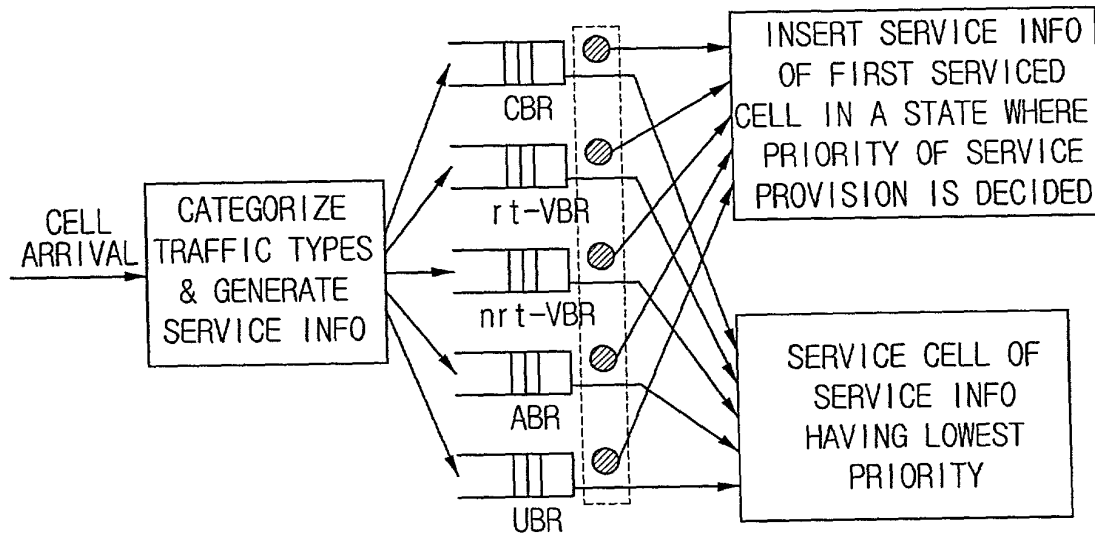 CELL
ARRIVAL
CATEGORIZE
TRAFFIC TYPES
& GENERATE
SERVICE INFO
CBR
rt-VBR
nrt-VBR
ABR
UBR
INSERT SERVICE INFO
OF FIRST SERVICED
CELL IN A STATE WHERE
PRIORITY OF SERVICE
PROVISION IS DECIDED
SERVICE CELL OF
SERVICE INFO
HAVING LOWEST
PRIORITY